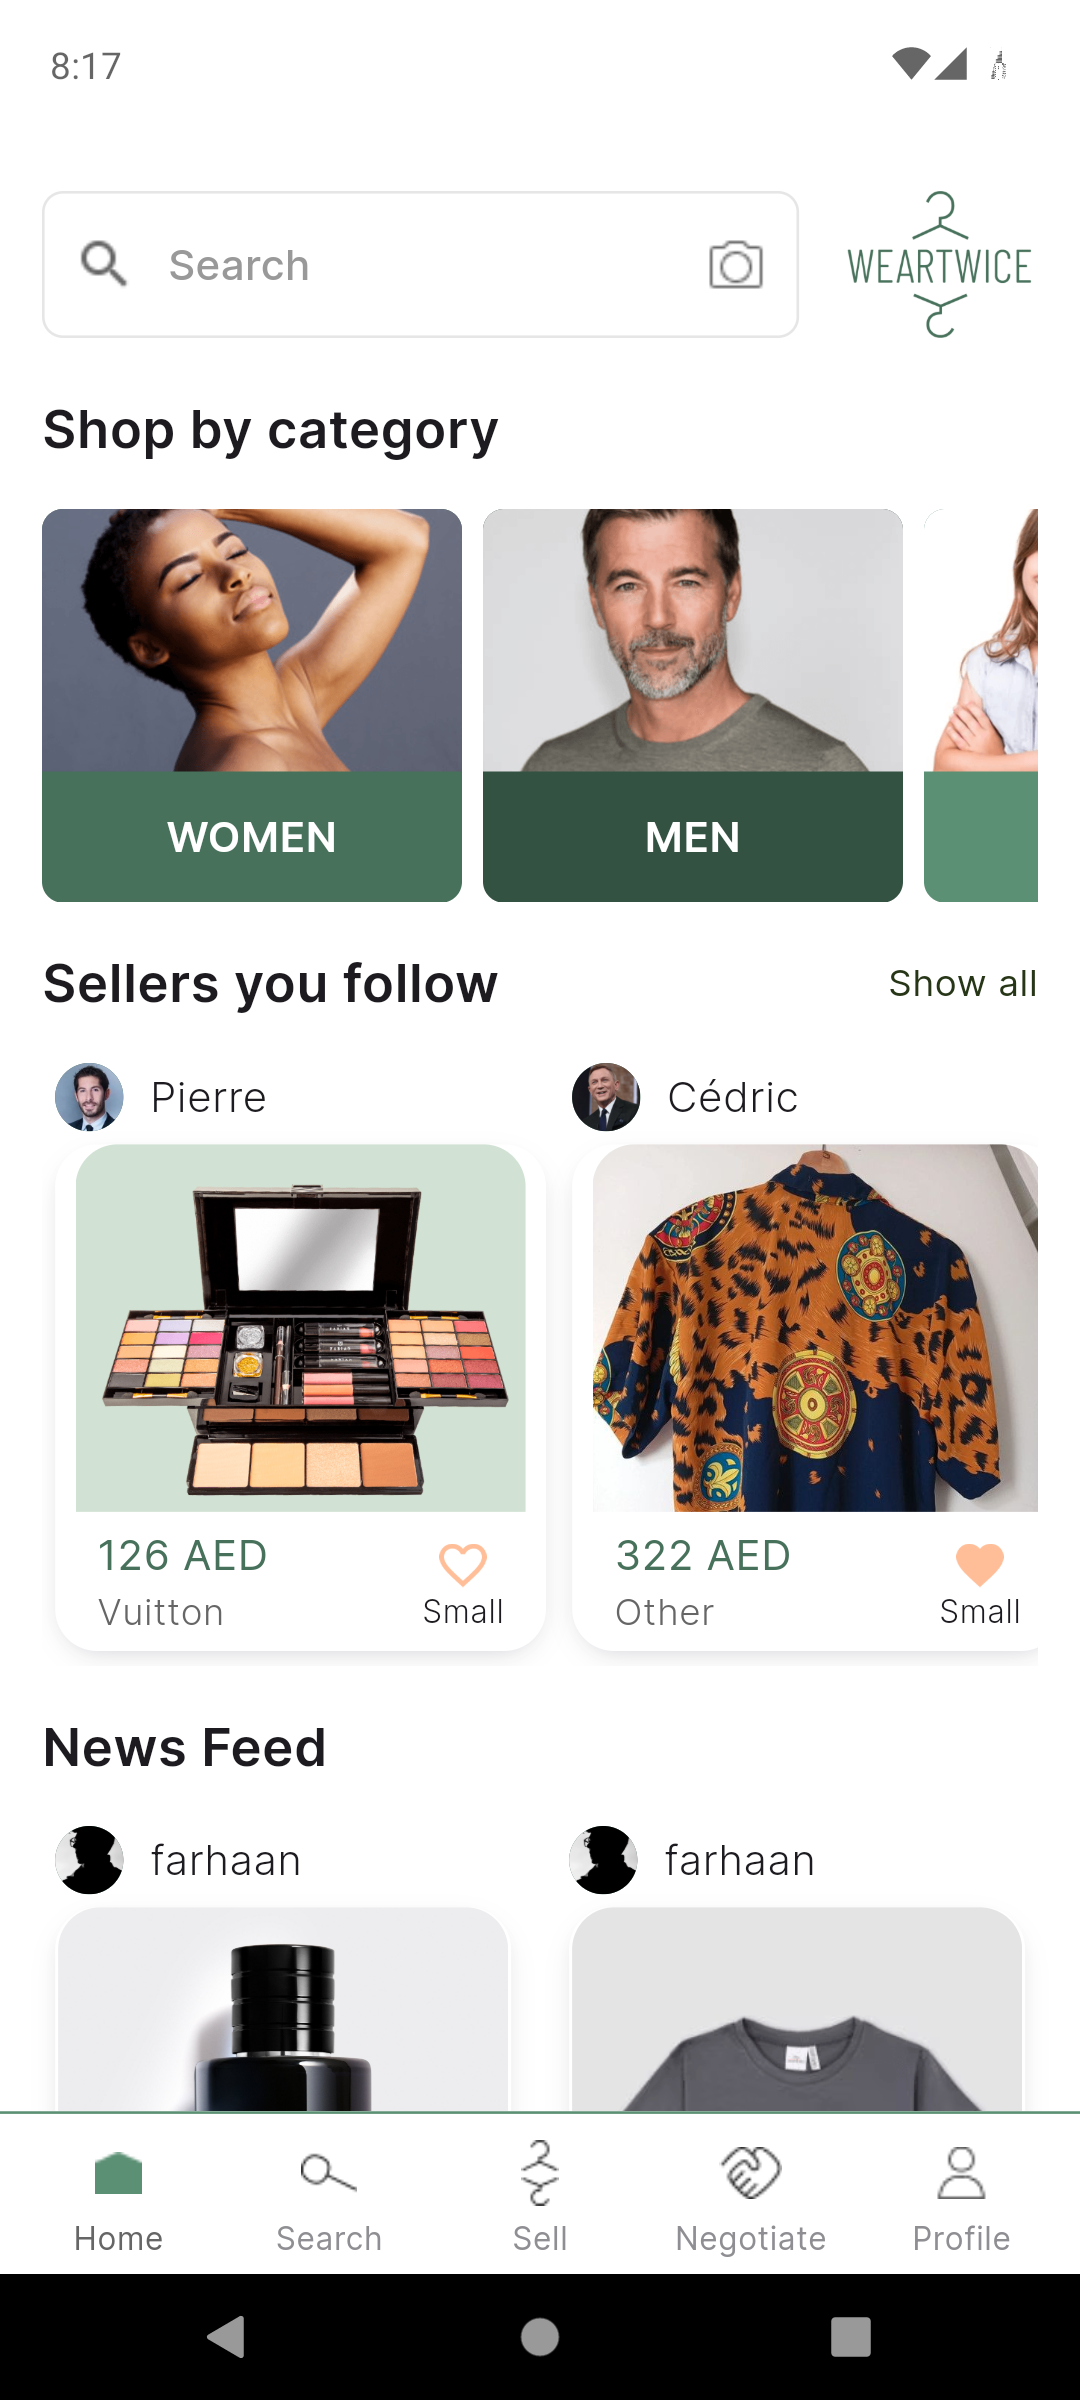 8:17
Search
WEARTWICE
Shop by category
WOMEN
MEN
Sellers you follow
Show all
Pierre
Cédric
126 AED
Vuitton
Small
322 AED
Other
Small
News Feed
farhaan
farhaan
Home
Search
Sell
Negotiate
Profile